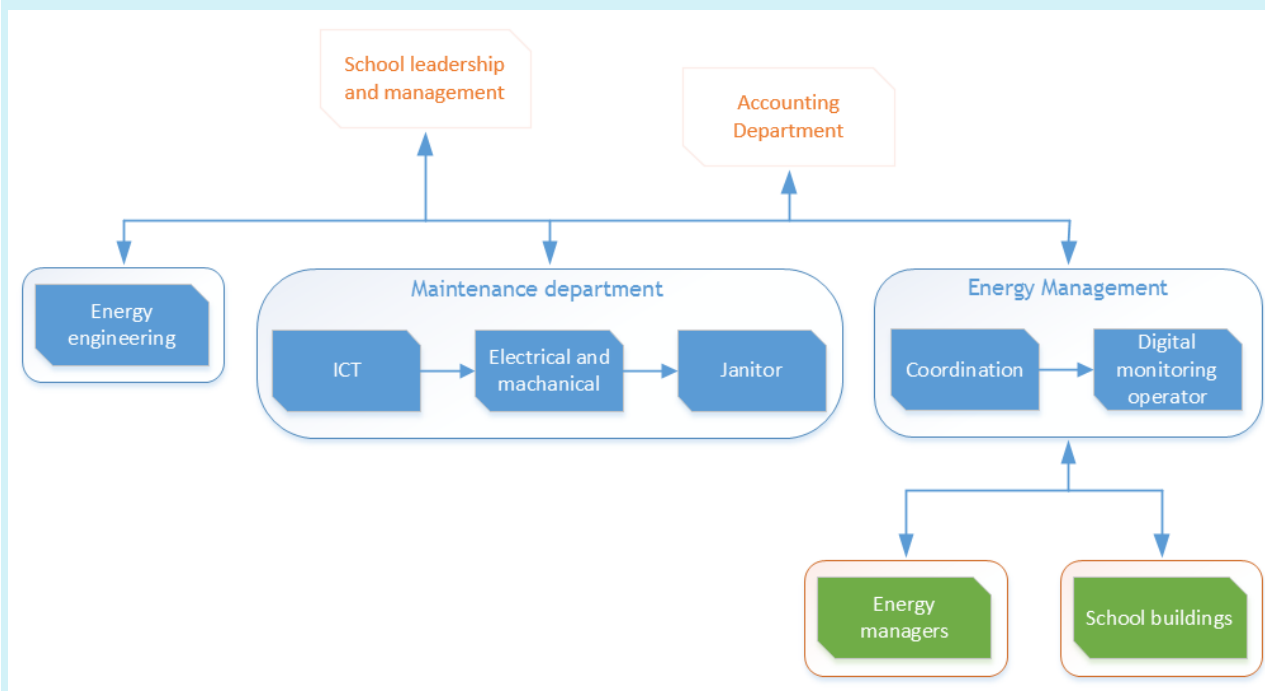 School leadership
and management
Accounting
Department
Energy
engineering
Maintenance department
ICT
Electrical and
machanical
Janitor
Energy Management
Coordination
Digital
monitoring
operator
Energy
managers
School buildings